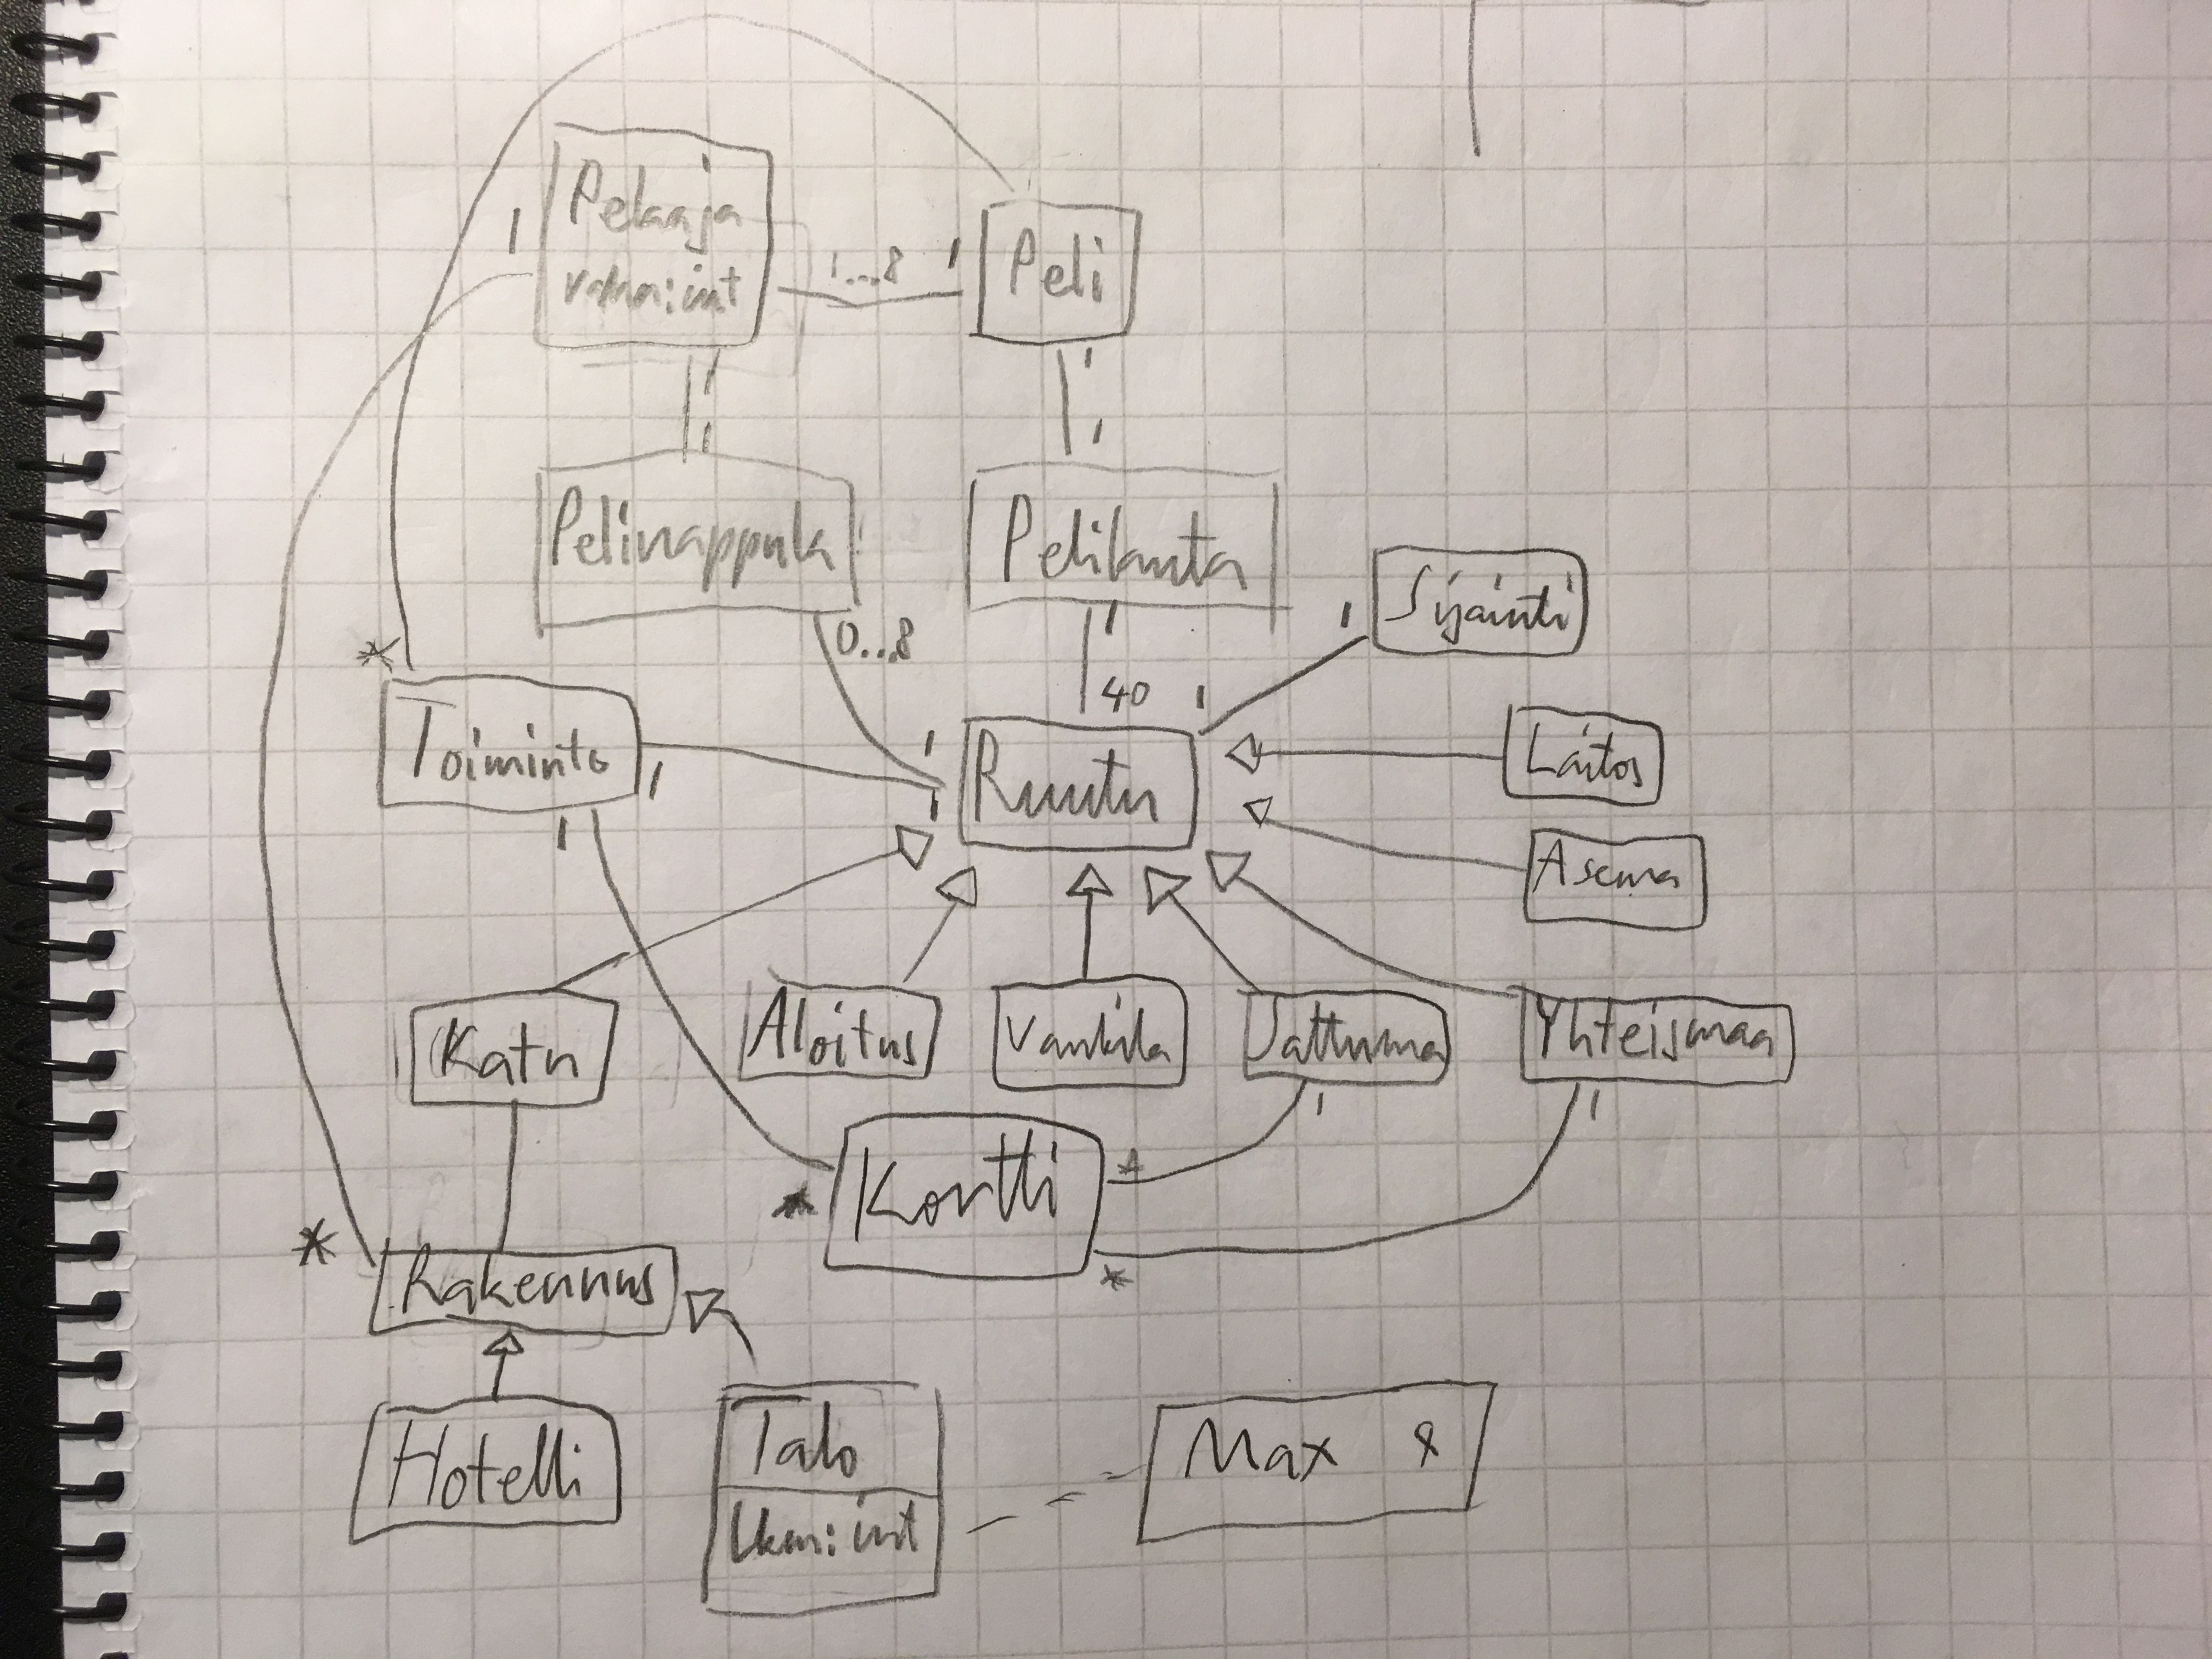 Pelaaja
raha:int
1
1...8
1
Peli
1
1
1
1
Pelinappula
Pelilauta
Sijainti
1
0...8
1
40
1
*
Toiminto
1
1
1
1
Ruutu
Laitos
Asema
Katu
Aloitus
Vankila
Sattuma
Yhteismaa
1
1
Kortti
*
*
*
*
Rakennus
Hotelli
Talo
lkm:int
Max 8